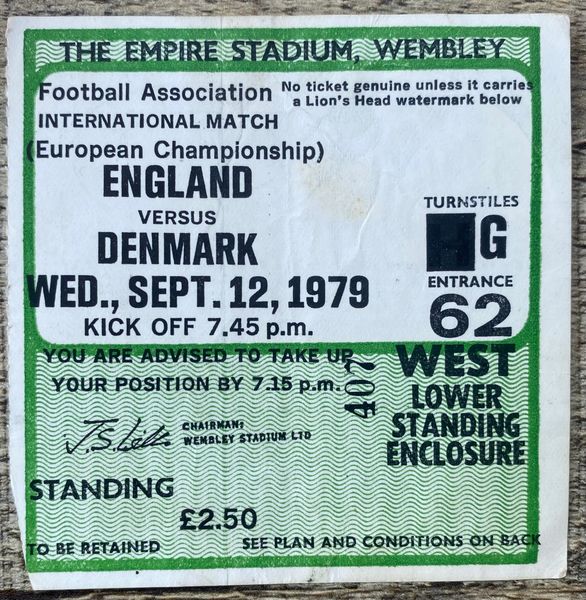 THE EMPIRE STADIUM, WEMBLEY
Football Association
No ticket genuine unless it carries
a Lion's Head watermark below
INTERNATIONAL MATCH
(European Championship)
ENGLAND
VERSUS
DENMARK
WED., SEPT. 12, 1979
KICK OFF 7.45 p.m.
TURNSTILES
G
ENTRANCE
62
WEST
LOWER
STANDING
ENCLOSURE
YOU ARE ADVISED TO TAKE UP
YOUR POSITION BY 7.15 p.m.
407
CHAIRMAN:
WEMBLEY STADIUM LTD
STANDING
£2.50
TO BE RETAINED
SEE PLAN AND CONDITIONS ON BACK